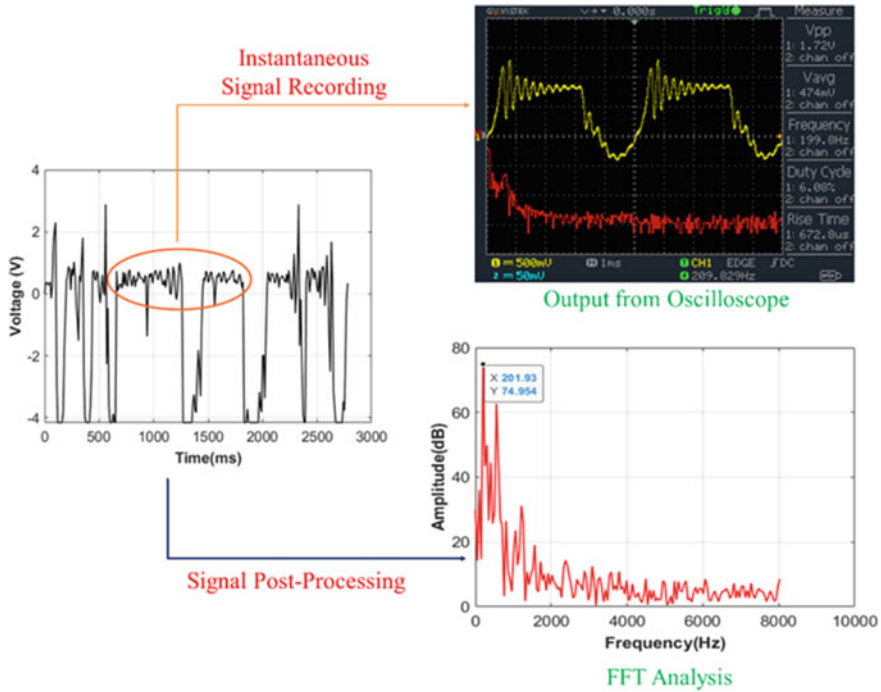 Instantaneous
Signal Recording
GWINSTEK
0.000s
Trig'd
Measure
Vpp
1: 1.72V
2: chan off
Vavg
1: 474mV
2: chan off
Frequency
1: 199.8Hz
2: chan off
Duty Cycle
1: 6.08%
2: chan off
Rise Time
1: 672.8us
2: chan off
1 500mV
M 1ms
CH1 EDGE DC
2 50mV
209.829Hz
Output from Oscilloscope
4
2
0
-2
-4
Voltage (V)
0 500 1000 1500 2000 2500 3000
Time(ms)
Signal Post-Processing
80
60
40
20
0
Amplitude(dB)
X 201.93
Y 74.954
0 2000 4000 6000 8000 10000
Frequency(Hz)
FFT Analysis